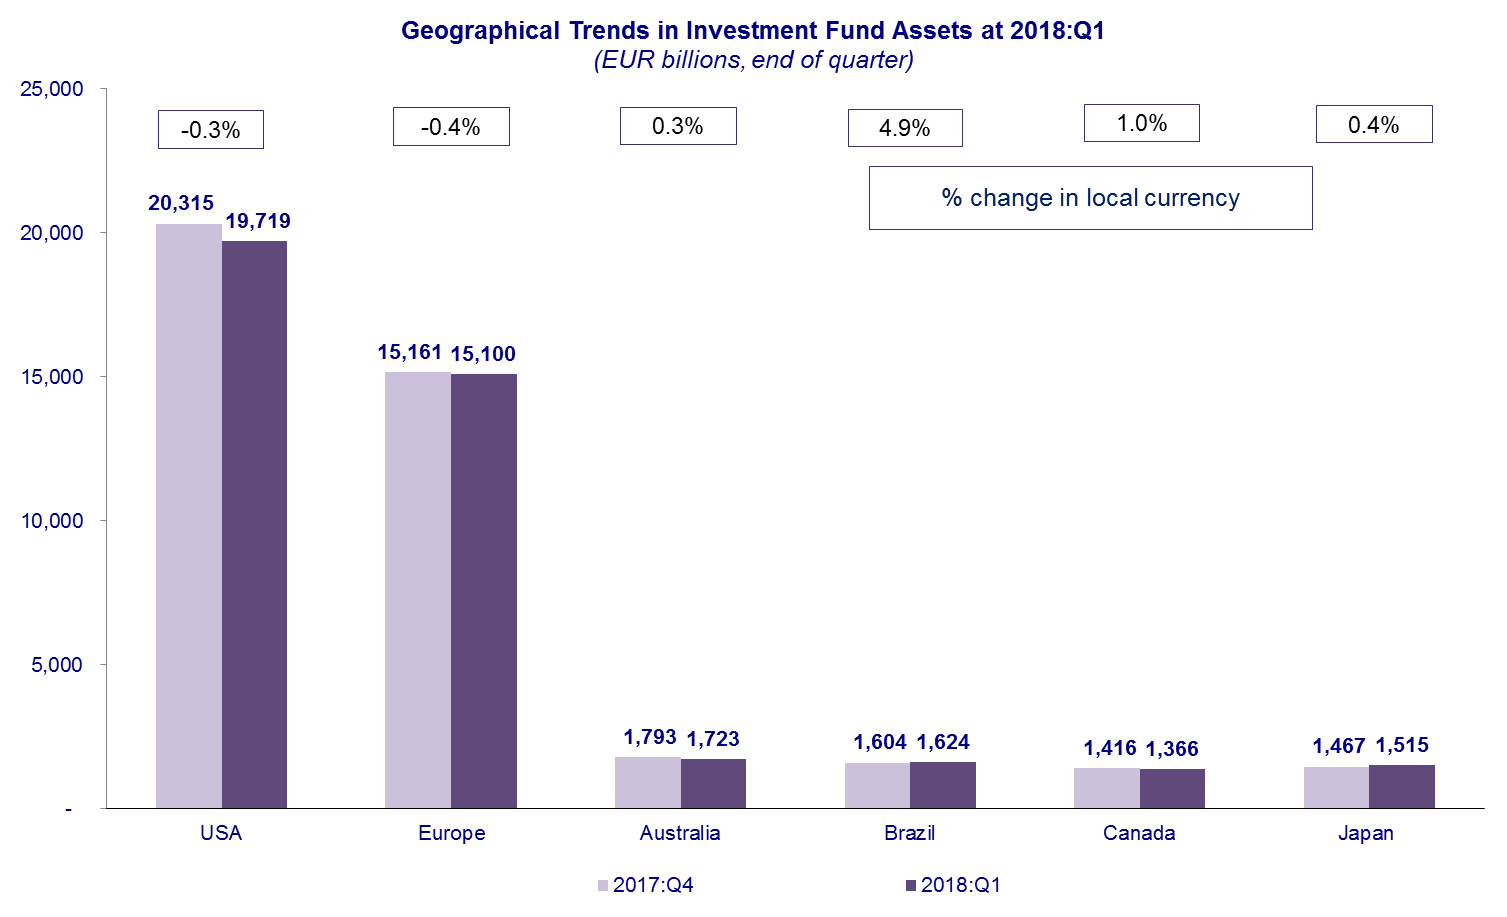 Geographical Trends in Investment Fund Assets at 2018:Q1
(EUR billions, end of quarter)
25,000
-0.3% -0.4% 0.3% 4.9% 1.0% 0.4%
% change in local currency
20,315 19,719
20,000
15,161 15,100
15,000
10,000
5,000
1,793 1,723 1,604 1,624 1,416 1,366 1,467 1,515
-
USA Europe Australia Brazil Canada Japan
2017:Q4 2018:Q1